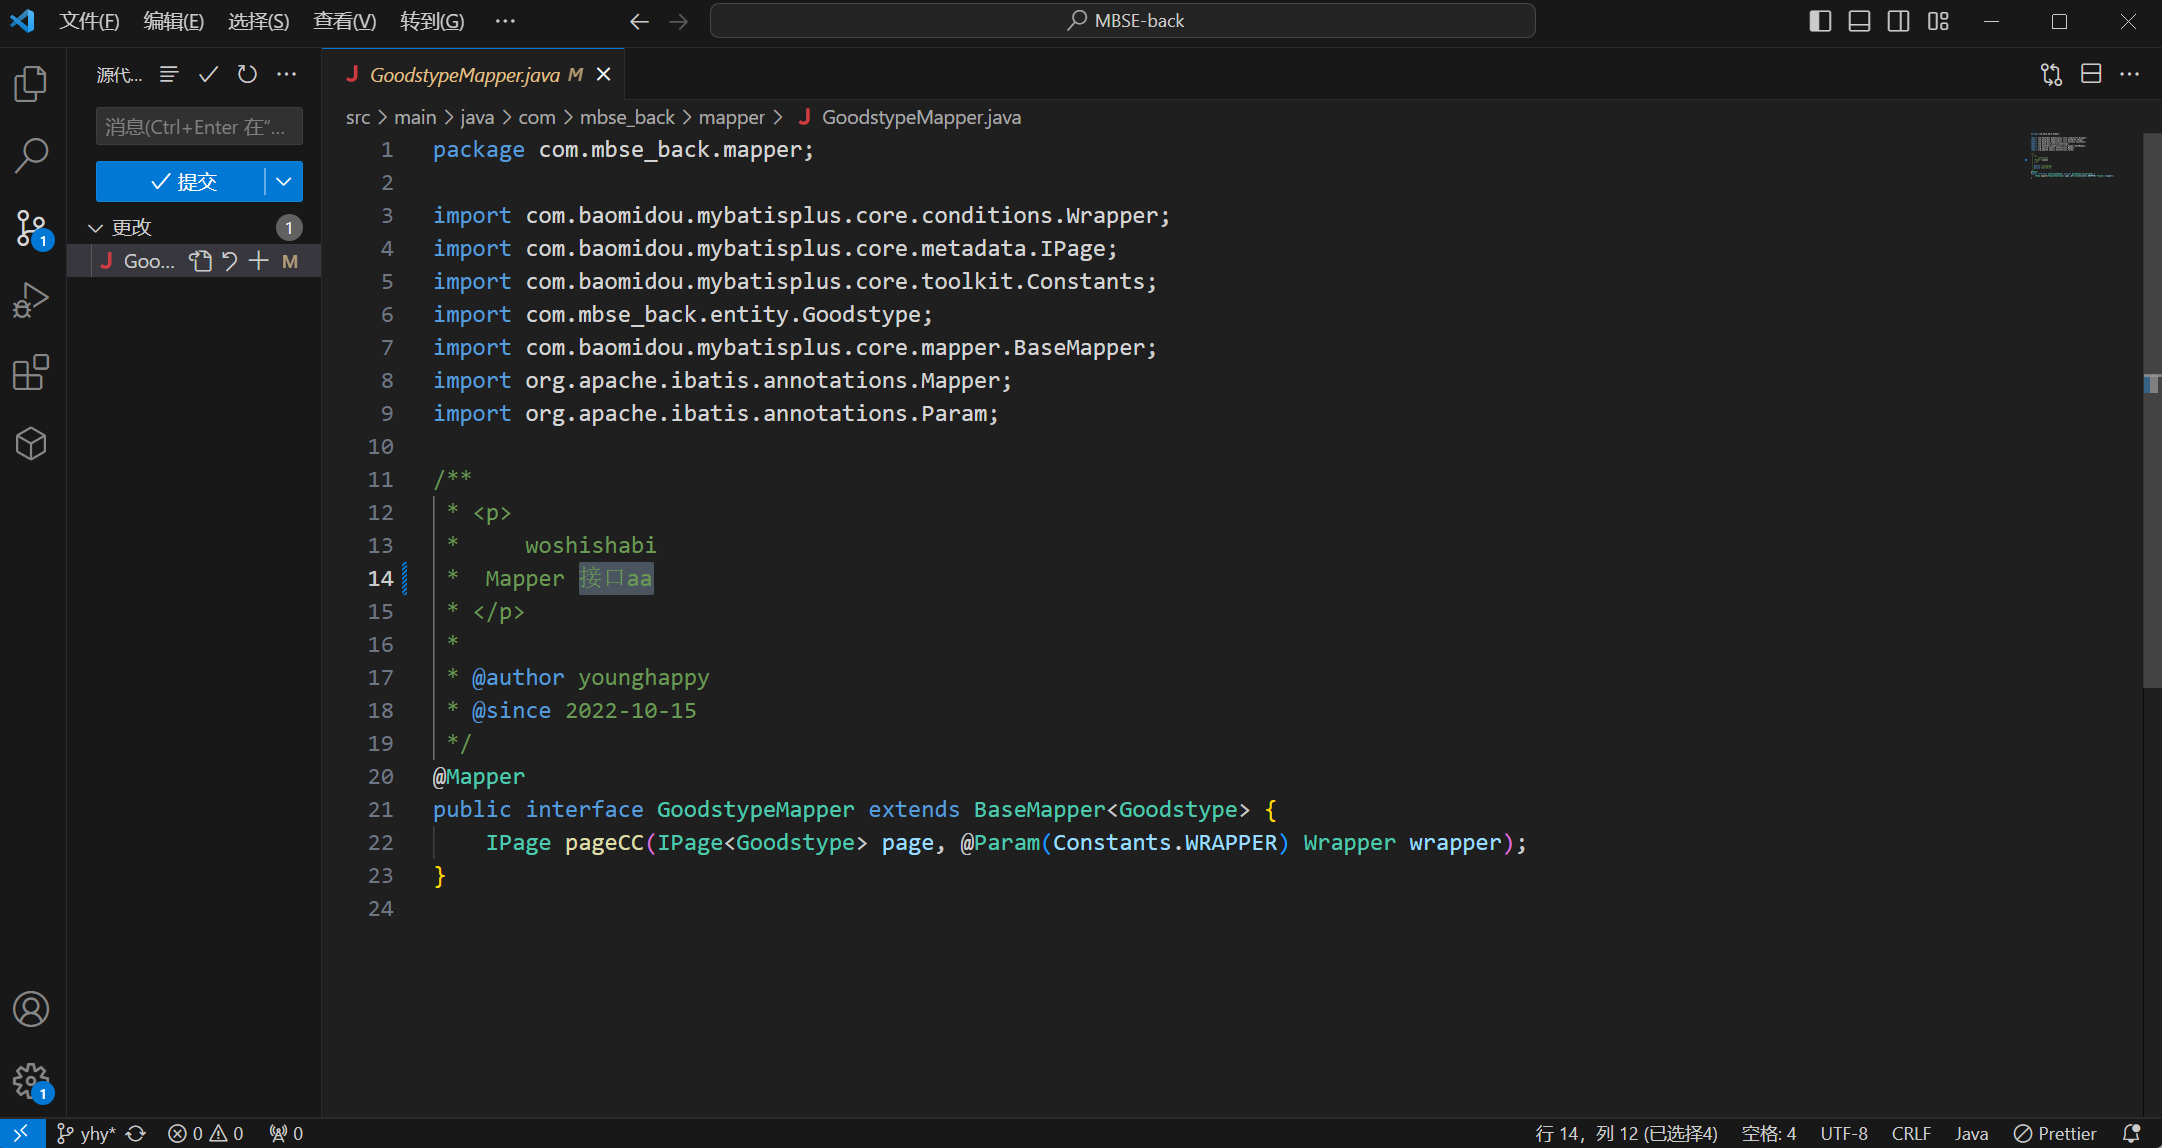 文件(F) 编辑(E) 选择(S) 查看(V) 转到(G) ··· MBSE-back
源代... GoodstypeMapper.java M
消息(Ctrl+Enter 在“...
提交
更改 1
Goo... M
src > main > java > com > mbse_back > mapper > GoodstypeMapper.java
1 package com.mbse_back.mapper;
2
3 import com.baomidou.mybatisplus.core.conditions.Wrapper;
4 import com.baomidou.mybatisplus.core.metadata.IPage;
5 import com.baomidou.mybatisplus.core.toolkit.Constants;
6 import com.mbse_back.entity.Goodstype;
7 import com.baomidou.mybatisplus.core.mapper.BaseMapper;
8 import org.apache.ibatis.annotations.Mapper;
9 import org.apache.ibatis.annotations.Param;
10
11 /**
12  * <p>
13  *     woshishabi
14  *  Mapper 接口aa
15  * </p>
16  *
17  * @author younghappy
18  * @since 2022-10-15
19  */
20 @Mapper
21 public interface GoodstypeMapper extends BaseMapper<Goodstype> {
22     IPage pageCC(IPage<Goodstype> page, @Param(Constants.WRAPPER) Wrapper wrapper);
23 }
24
1
1
yhy* 0 0 0 行 14，列 12 (已选择4) 空格: 4 UTF-8 CRLF Java Prettier